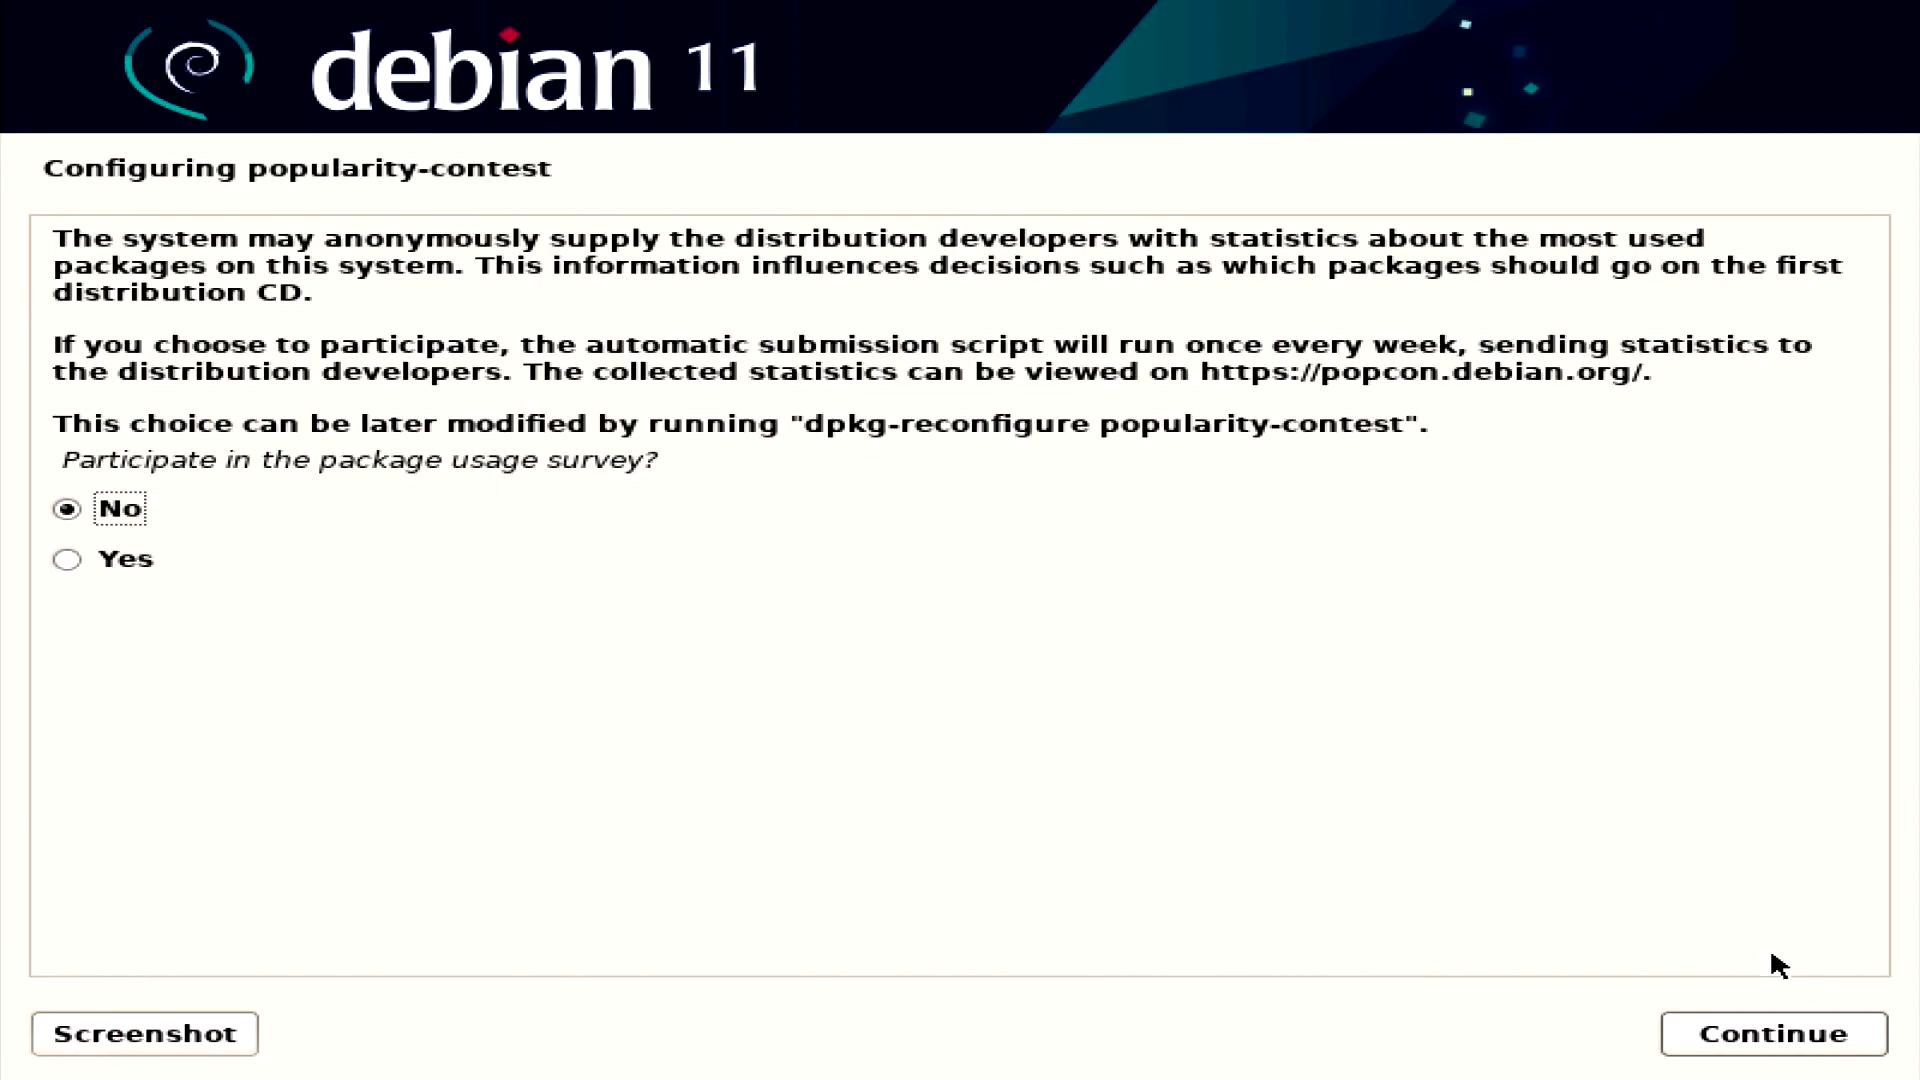 debian 11
Configuring popularity-contest
The system may anonymously supply the distribution developers with statistics about the most used
packages on this system. This information influences decisions such as which packages should go on the first
distribution CD.
If you choose to participate, the automatic submission script will run once every week, sending statistics to
the distribution developers. The collected statistics can be viewed on https://popcon.debian.org/.
This choice can be later modified by running "dpkg-reconfigure popularity-contest".
Participate in the package usage survey?
No
Yes
Screenshot
Continue